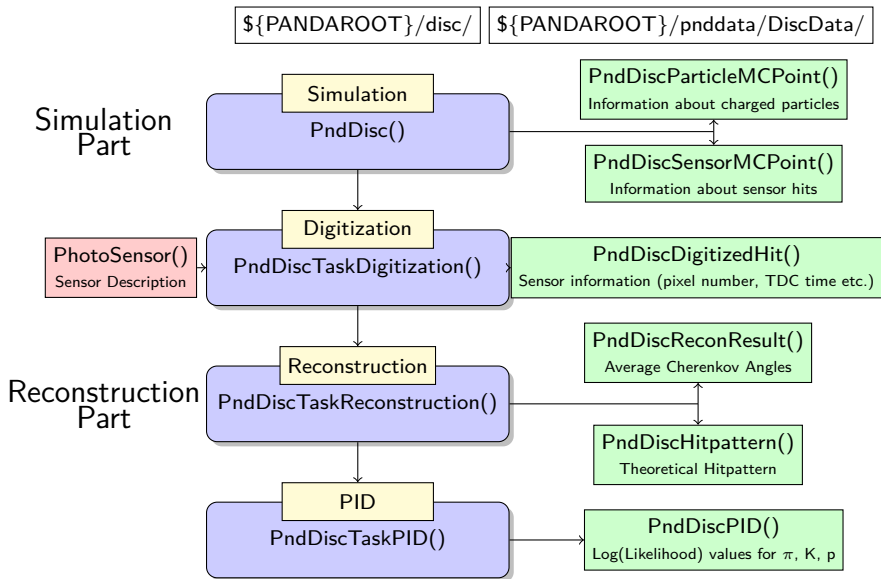 ${PANDAROOT}/disc/
${PANDAROOT}/pnddata/DiscData/
Simulation
Part
Simulation
PndDisc()
PndDiscParticleMCPoint()
Information about charged particles
PndDiscSensorMCPoint()
Information about sensor hits
PhotoSensor()
Sensor Description
Digitization
PndDiscTaskDigitization()
PndDiscDigitizedHit()
Sensor information (pixel number, TDC time etc.)
Reconstruction
Part
Reconstruction
PndDiscTaskReconstruction()
PndDiscReconResult()
Average Cherenkov Angles
PndDiscHitpattern()
Theoretical Hitpattern
PID
PndDiscTaskPID()
PndDiscPID()
Log(Likelihood) values for π, K, p